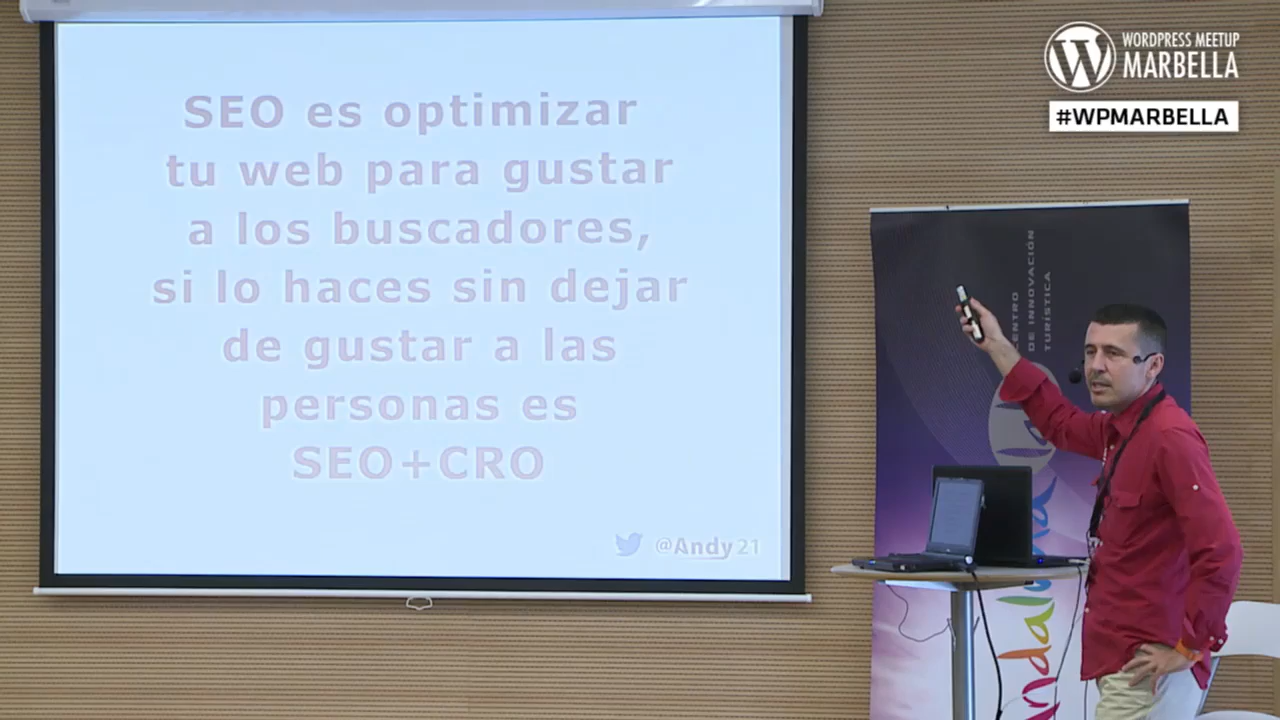 SEO es optimizar
tu web para gustar
a los buscadores,
si lo haces sin dejar
de gustar a las
personas es
SEO+CRO
@Andy21
WORDPRESS MEETUP
MARBELLA
#WPMARBELLA
CENTRO
DE INNOVACIÓN
TURÍSTICA